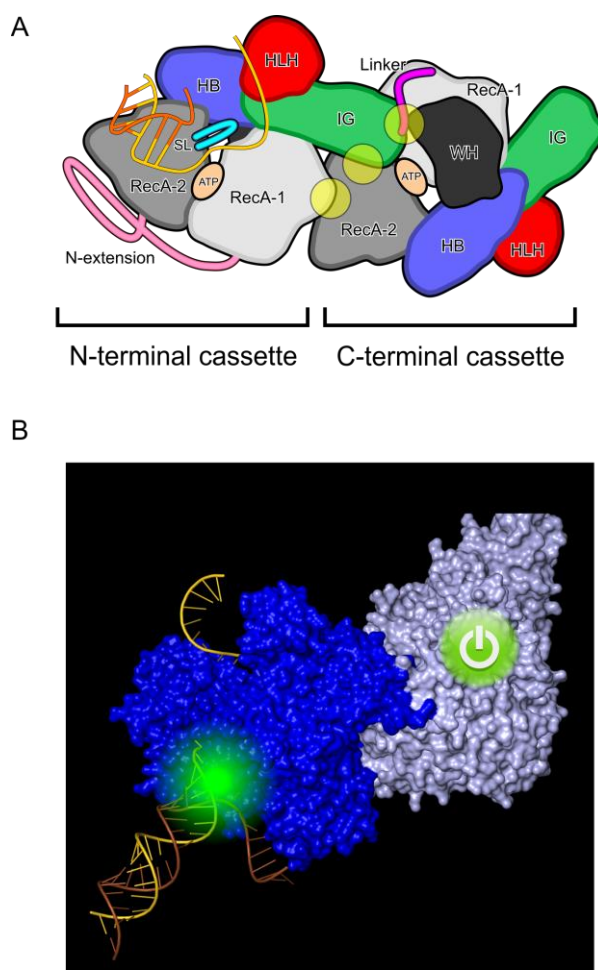 A
HLH
Linker
HB
RecA-1
IG
IG
SL
WH
RecA-2
ATP
ATP
RecA-1
RecA-2
HB
HLH
N-extension
N-terminal cassette
C-terminal cassette
B